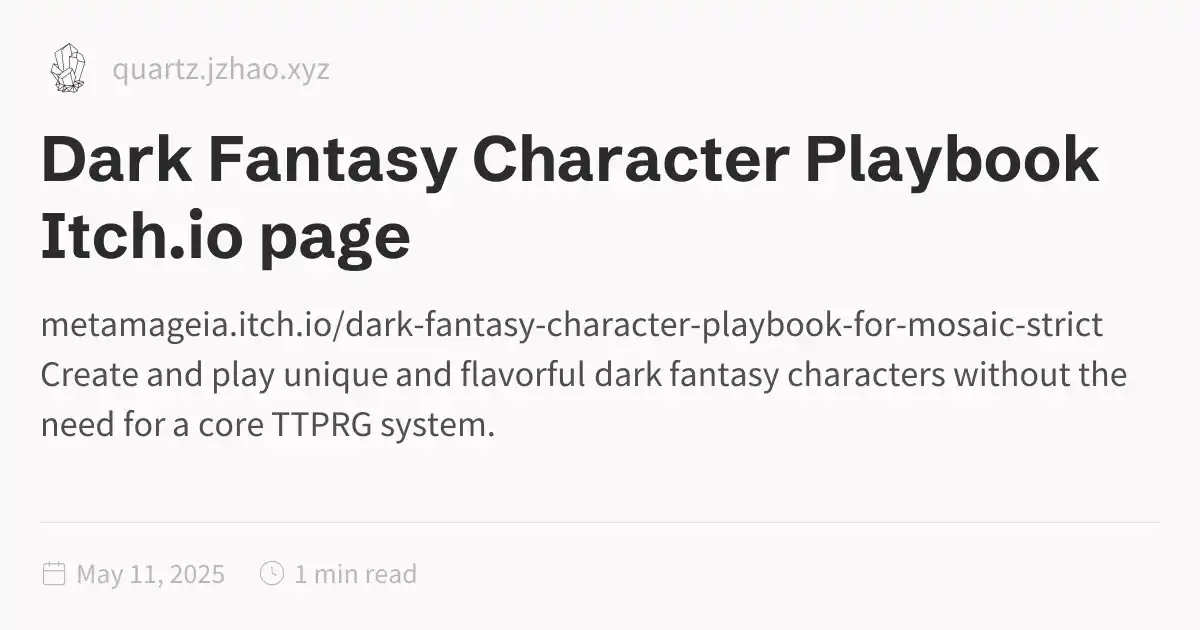 quartz.jzhao.xyz
Dark Fantasy Character Playbook
Itch.io page
metamageia.itch.io/dark-fantasy-character-playbook-for-mosaic-strict
Create and play unique and flavorful dark fantasy characters without the
need for a core TTPRG system.
May 11, 2025 1 min read